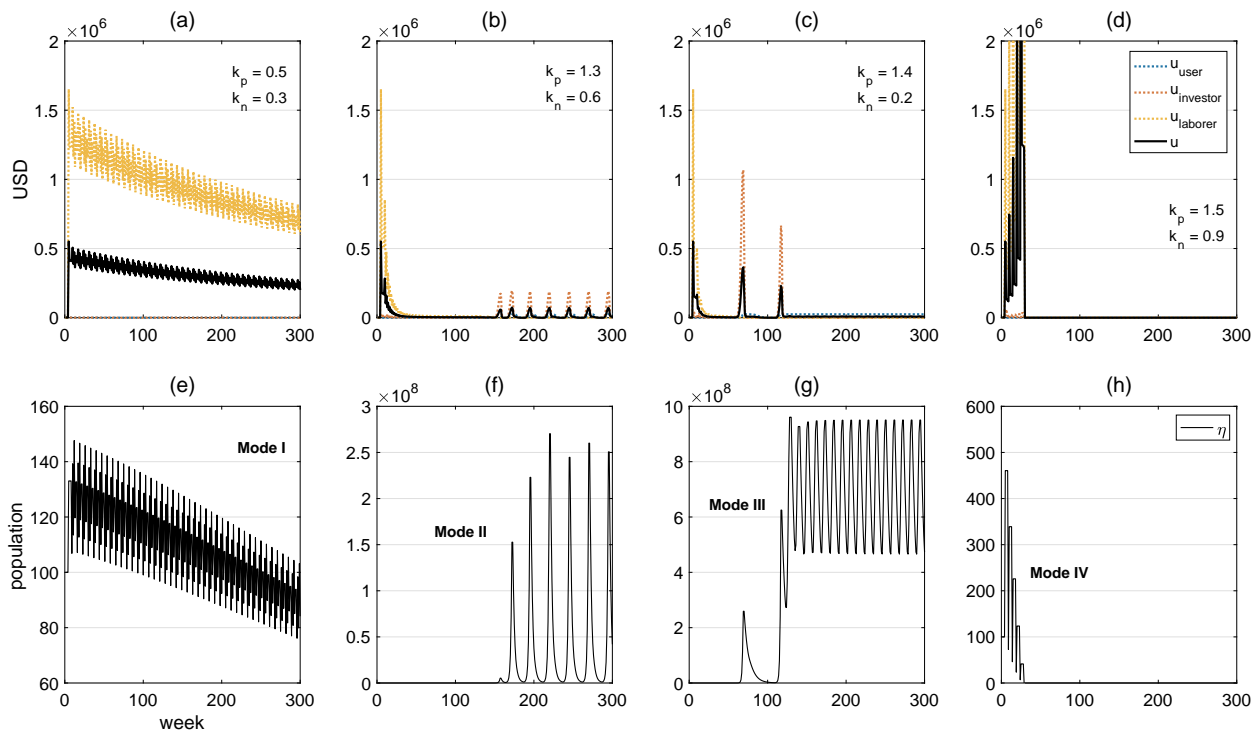 (a)
×10^6
2
1.5
1
0.5
0
USD
0 100 200 300
k_p = 0.5
k_n = 0.3
(b)
×10^6
2
1.5
1
0.5
0
0 100 200 300
k_p = 1.3
k_n = 0.6
(c)
×10^6
2
1.5
1
0.5
0
0 100 200 300
k_p = 1.4
k_n = 0.2
(d)
×10^6
2
1.5
1
0.5
0
0 100 200 300
u_user
u_investor
u_laborer
u
k_p = 1.5
k_n = 0.9
(e)
160
140
120
100
80
60
population
0 100 200 300
week
Mode I
(f)
×10^8
3
2.5
2
1.5
1
0.5
0
0 100 200 300
Mode II
(g)
×10^8
10
8
6
4
2
0
0 100 200 300
Mode III
(h)
600
500
400
300
200
100
0
0 100 200 300
η
Mode IV